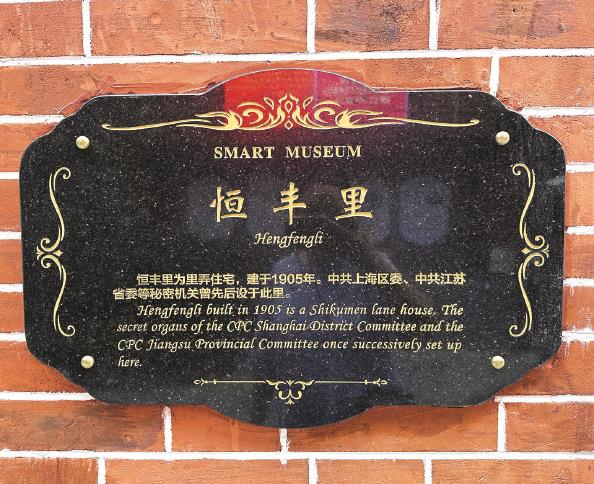 SMART MUSEUM
恒丰里
Hengfengli
恒丰里为里弄住宅，建于1905年。中共上海区委、中共江苏
省委等秘密机关曾先后设于此里。
Hengfengli built in 1905 is a Shikumen lane house. The
secret organs of the CPC Shanghai District Committee and the
CPC Jiangsu Provincial Committee once successively set up
here.